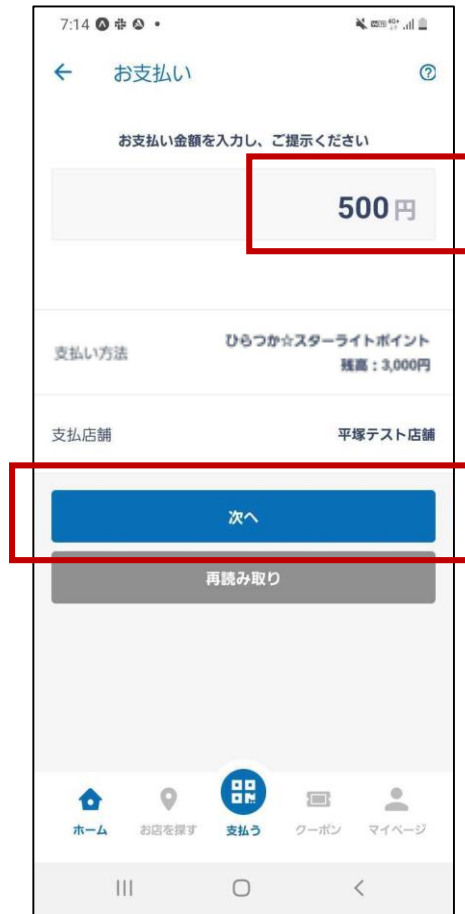 7:14
お支払い
お支払い金額を入力し、ご提示ください
500円
支払い方法
ひらつか☆スターライトポイント
残高：3,000円
支払店舗
平塚テスト店舗
次へ
再読み取り
ホーム お店を探す 支払う クーポン マイページ